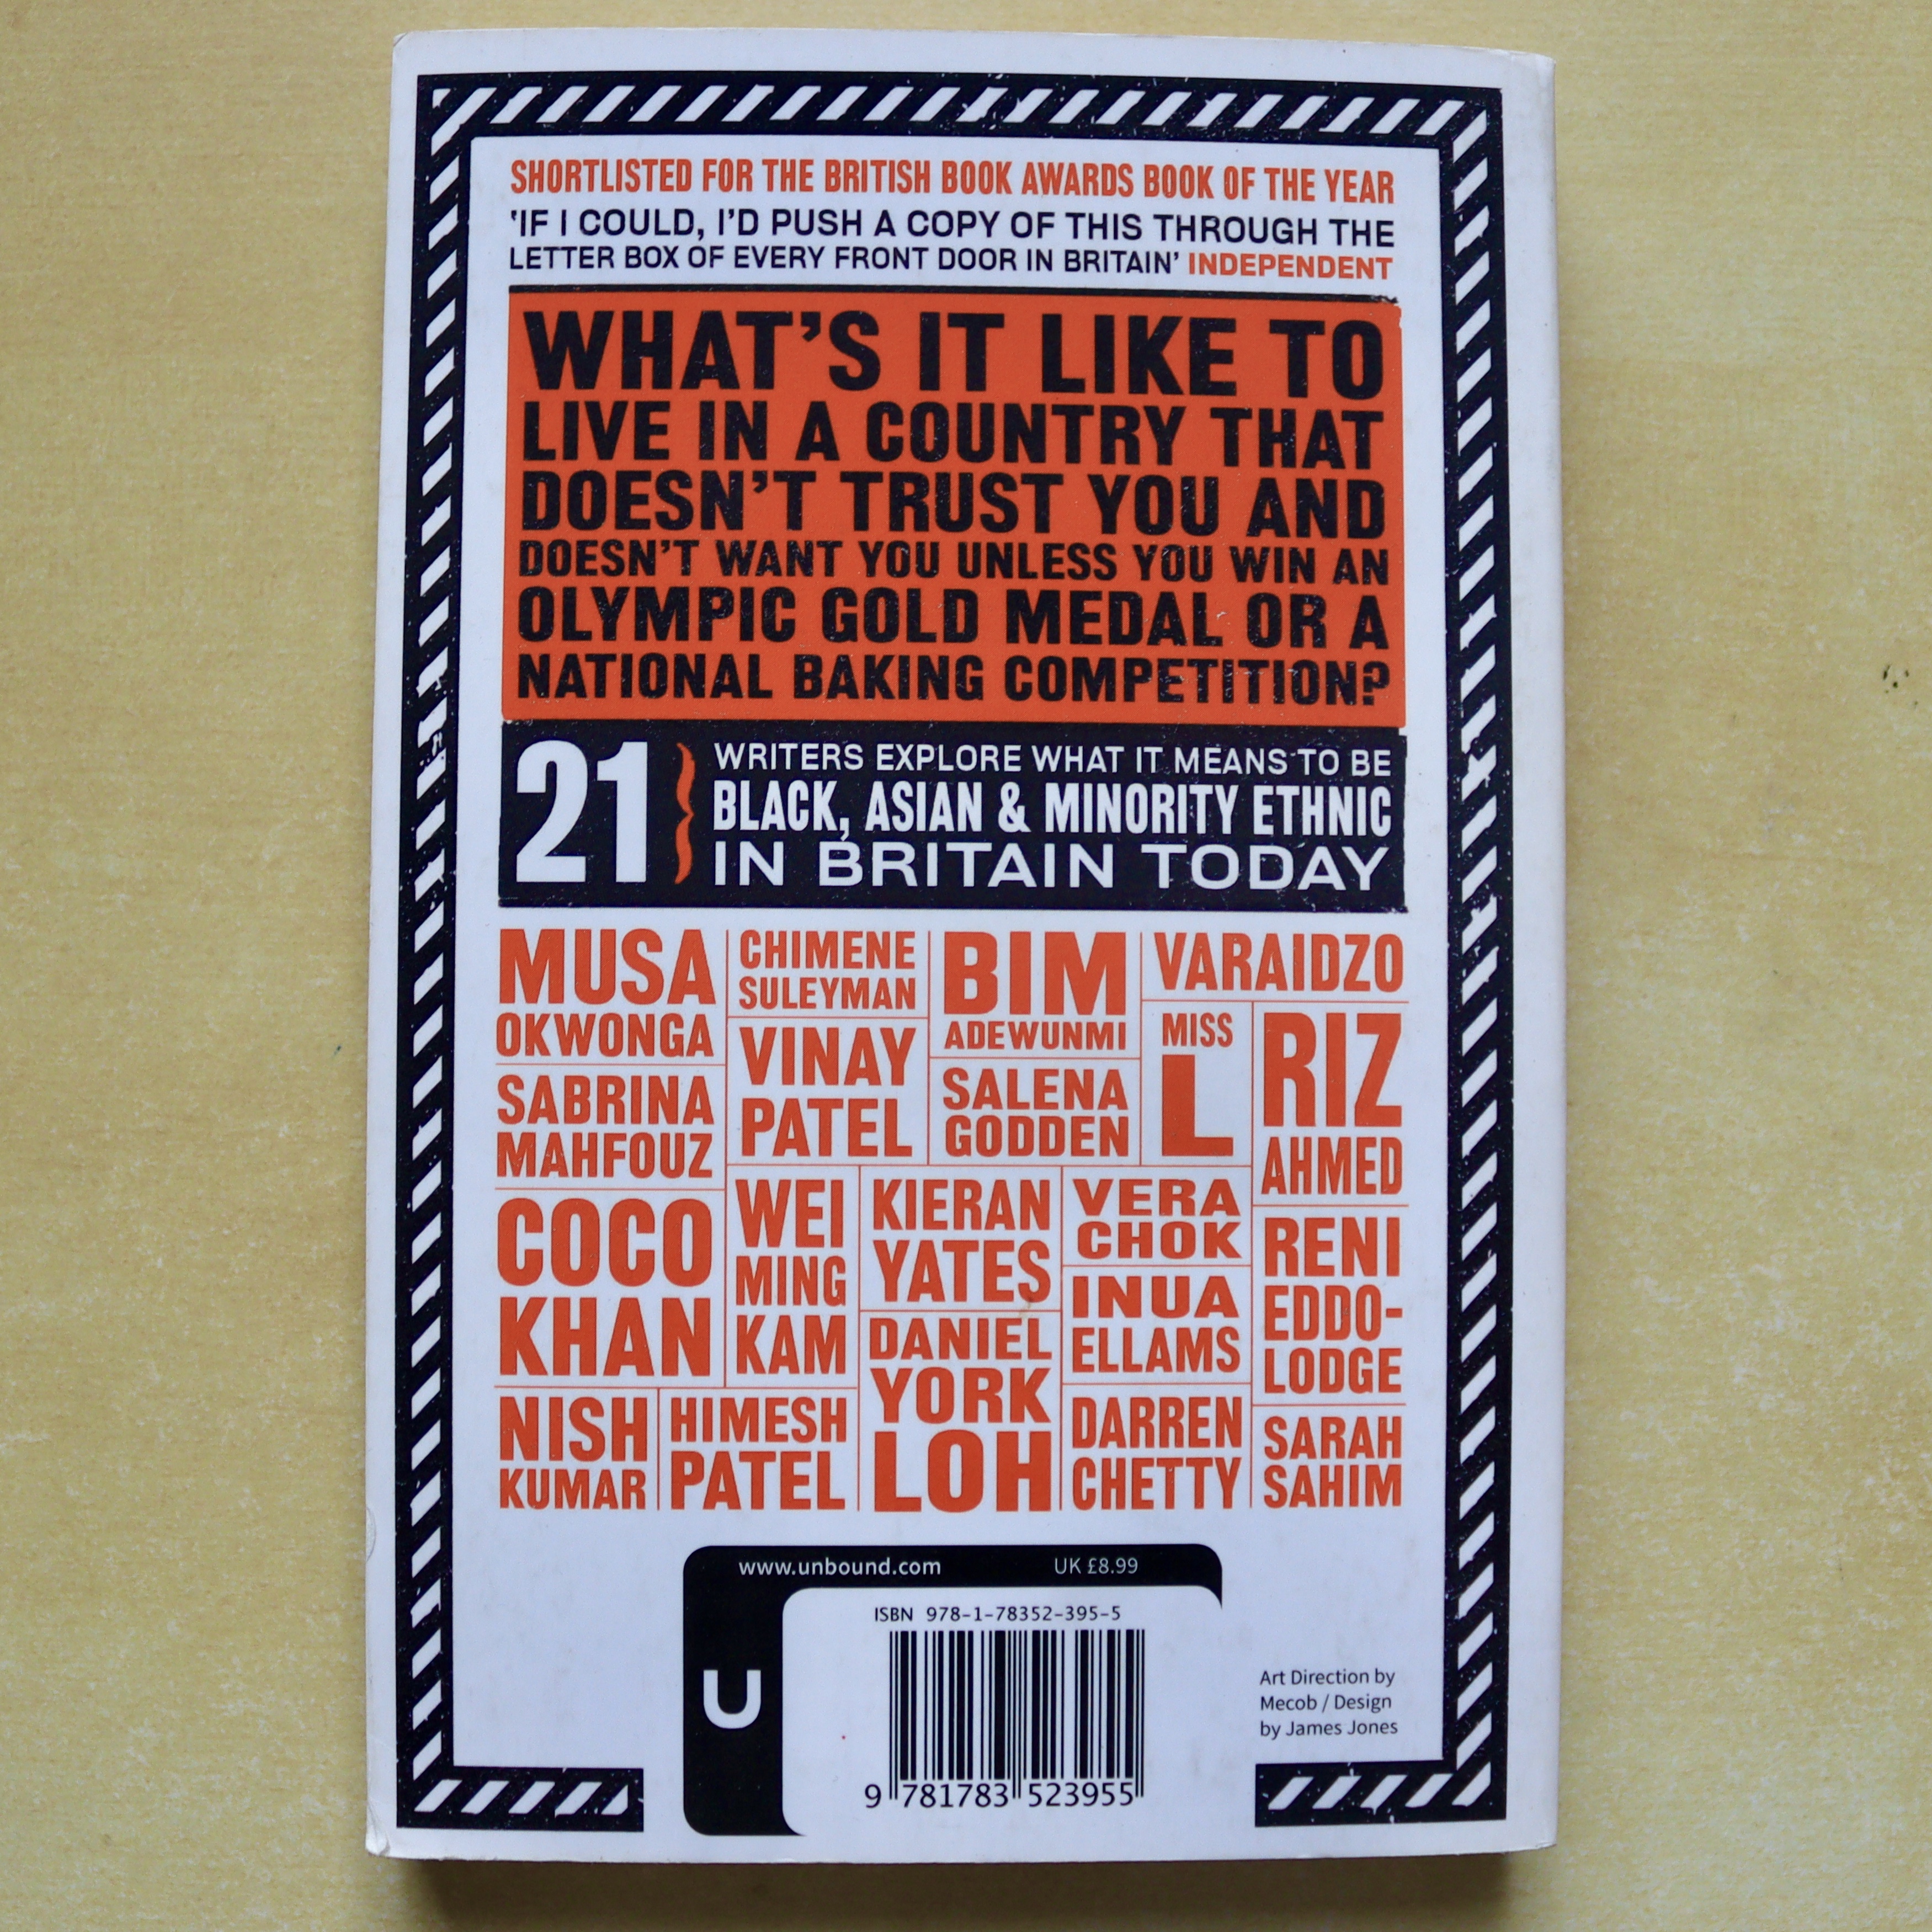 SHORTLISTED FOR THE BRITISH BOOK AWARDS BOOK OF THE YEAR
'IF I COULD, I'D PUSH A COPY OF THIS THROUGH THE
LETTER BOX OF EVERY FRONT DOOR IN BRITAIN' INDEPENDENT
WHAT'S IT LIKE TO
LIVE IN A COUNTRY THAT
DOESN'T TRUST YOU AND
DOESN'T WANT YOU UNLESS YOU WIN AN
OLYMPIC GOLD MEDAL OR A
NATIONAL BAKING COMPETITION?
21
WRITERS EXPLORE WHAT IT MEANS TO BE
BLACK, ASIAN & MINORITY ETHNIC
IN BRITAIN TODAY
MUSA
OKWONGA
CHIMENE
SULEYMAN
BIM
ADEWUNMI
VARAIDZO
SABRINA
MAHFOUZ
VINAY
PATEL
SALENA
GODDEN
MISS
L
RIZ
AHMED
COCO
KHAN
WEI
MING
KAM
KIERAN
YATES
VERA
CHOK
RENI
EDDO-
LODGE
NISH
KUMAR
HIMESH
PATEL
DANIEL
YORK
LOH
INUA
ELLAMS
DARREN
CHETTY
SARAH
SAHIM
www.unbound.com
UK £8.99
ISBN 978-1-78352-395-5
U
9 781783 523955
Art Direction by
Mecob / Design
by James Jones